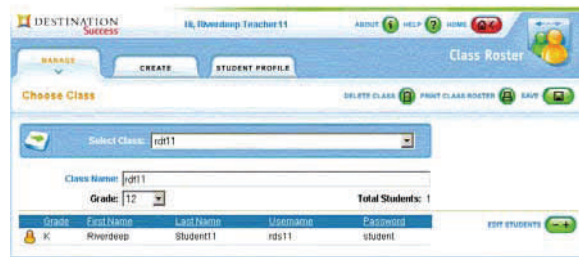 DESTINATION Success
Hi, Riverdeep Teacher11
ABOUT HELP HOME
MANAGE
CREATE
STUDENT PROFILE
Class Roster
Choose Class
DELETE CLASS PRINT CLASS ROSTER SAVE
Select Class: rdt11
Class Name: rdt11
Grade: 12
Total Students: 1
Grade First Name Last Name Username Password
K Riverdeep Student11 rds11 student
EDIT STUDENTS